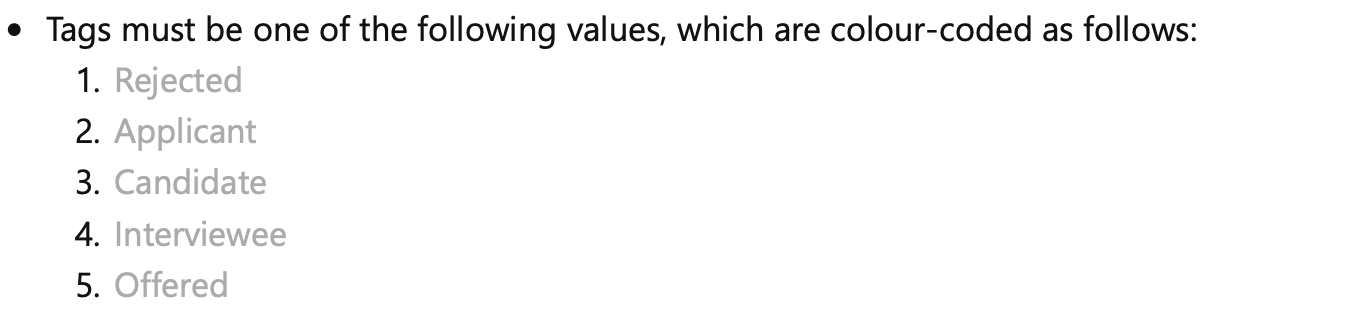 • Tags must be one of the following values, which are colour-coded as follows:
1. Rejected
2. Applicant
3. Candidate
4. Interviewee
5. Offered